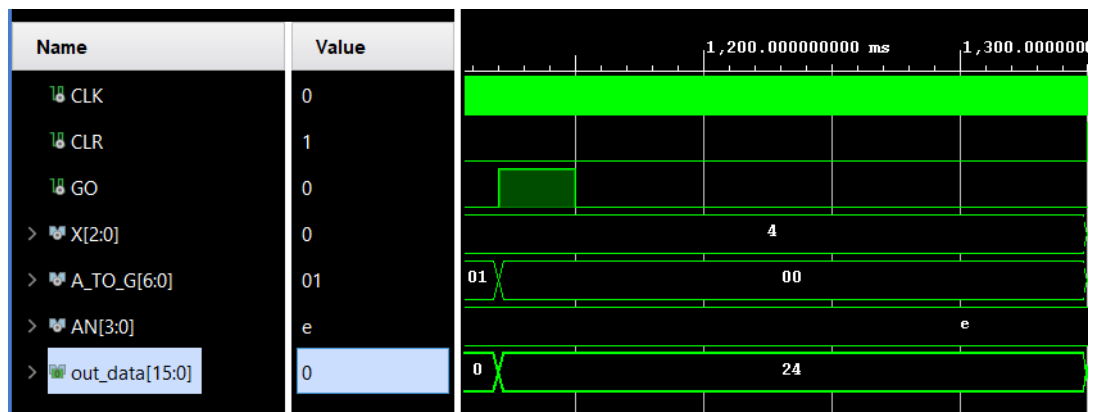 Name Value 1,200.000000000 ms 1,300.0000000
CLK 0
CLR 1
GO 0
X[2:0] 0 4
A_TO_G[6:0] 01 01 00
AN[3:0] e e
out_data[15:0] 0 0 24